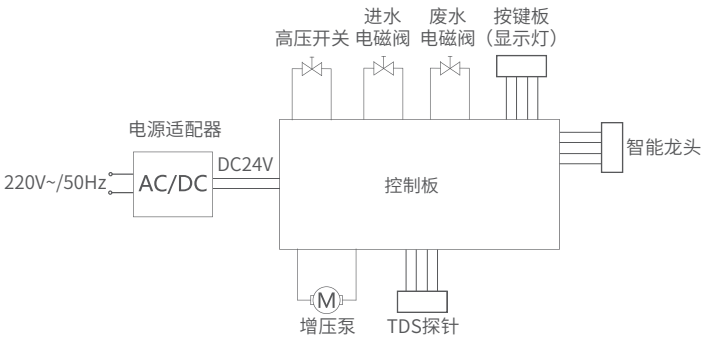 进水
废水
按键板
高压开关
电磁阀
电磁阀
（显示灯）
电源适配器
智能龙头
DC24V
220V~/50Hz
AC/DC
控制板
M
增压泵
TDS探针